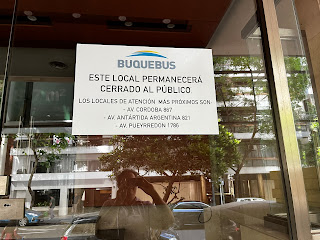 BUQUEBUS
ESTE LOCAL PERMANECERÁ
CERRADO AL PÚBLICO.
LOS LOCALES DE ATENCIÓN MÁS PRÓXIMOS SON:
- AV. CORDOBA 867
- AV. ANTÁRTIDA ARGENTINA 821
- AV. PUEYRREDON 1786